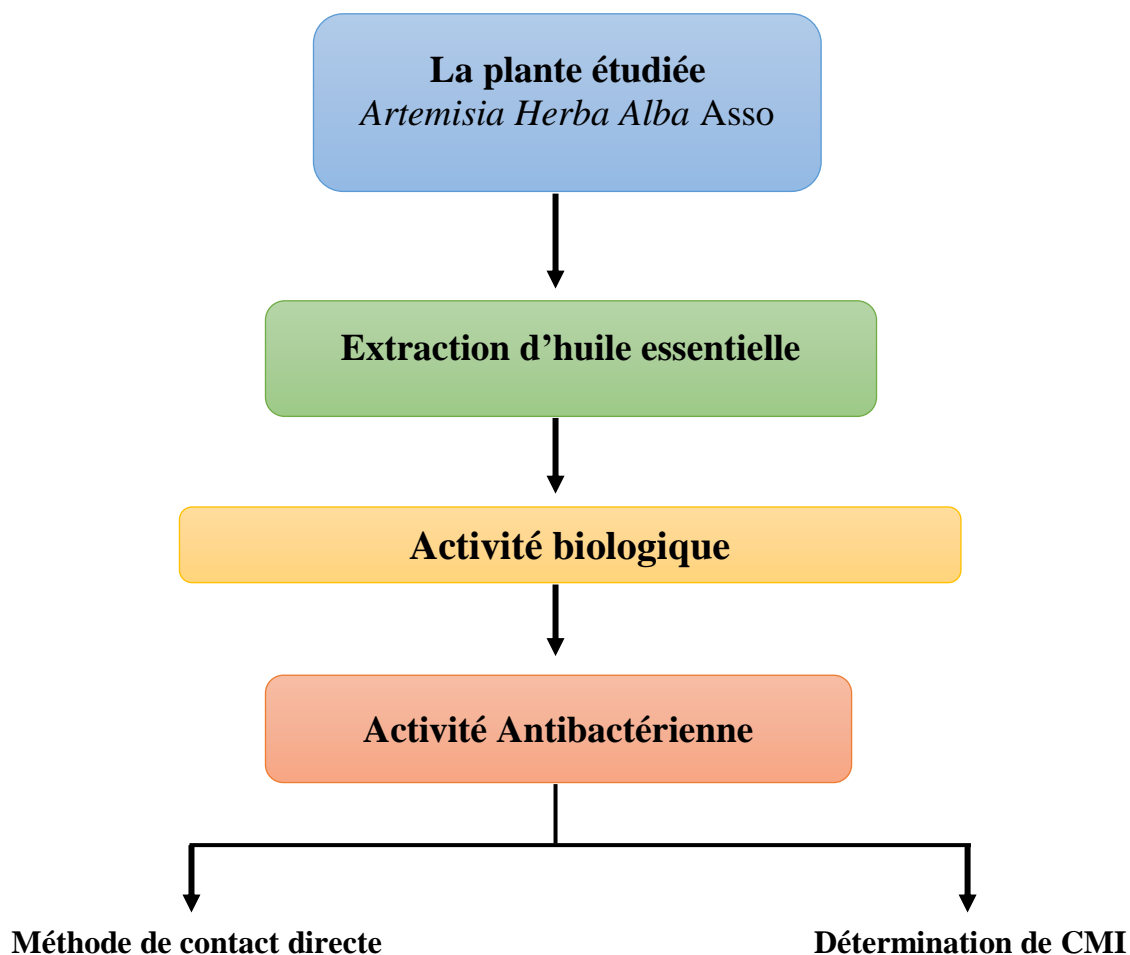 La plante étudiée
Artemisia Herba Alba Asso
Extraction d’huile essentielle
Activité biologique
Activité Antibactérienne
Méthode de contact directe
Détermination de CMI